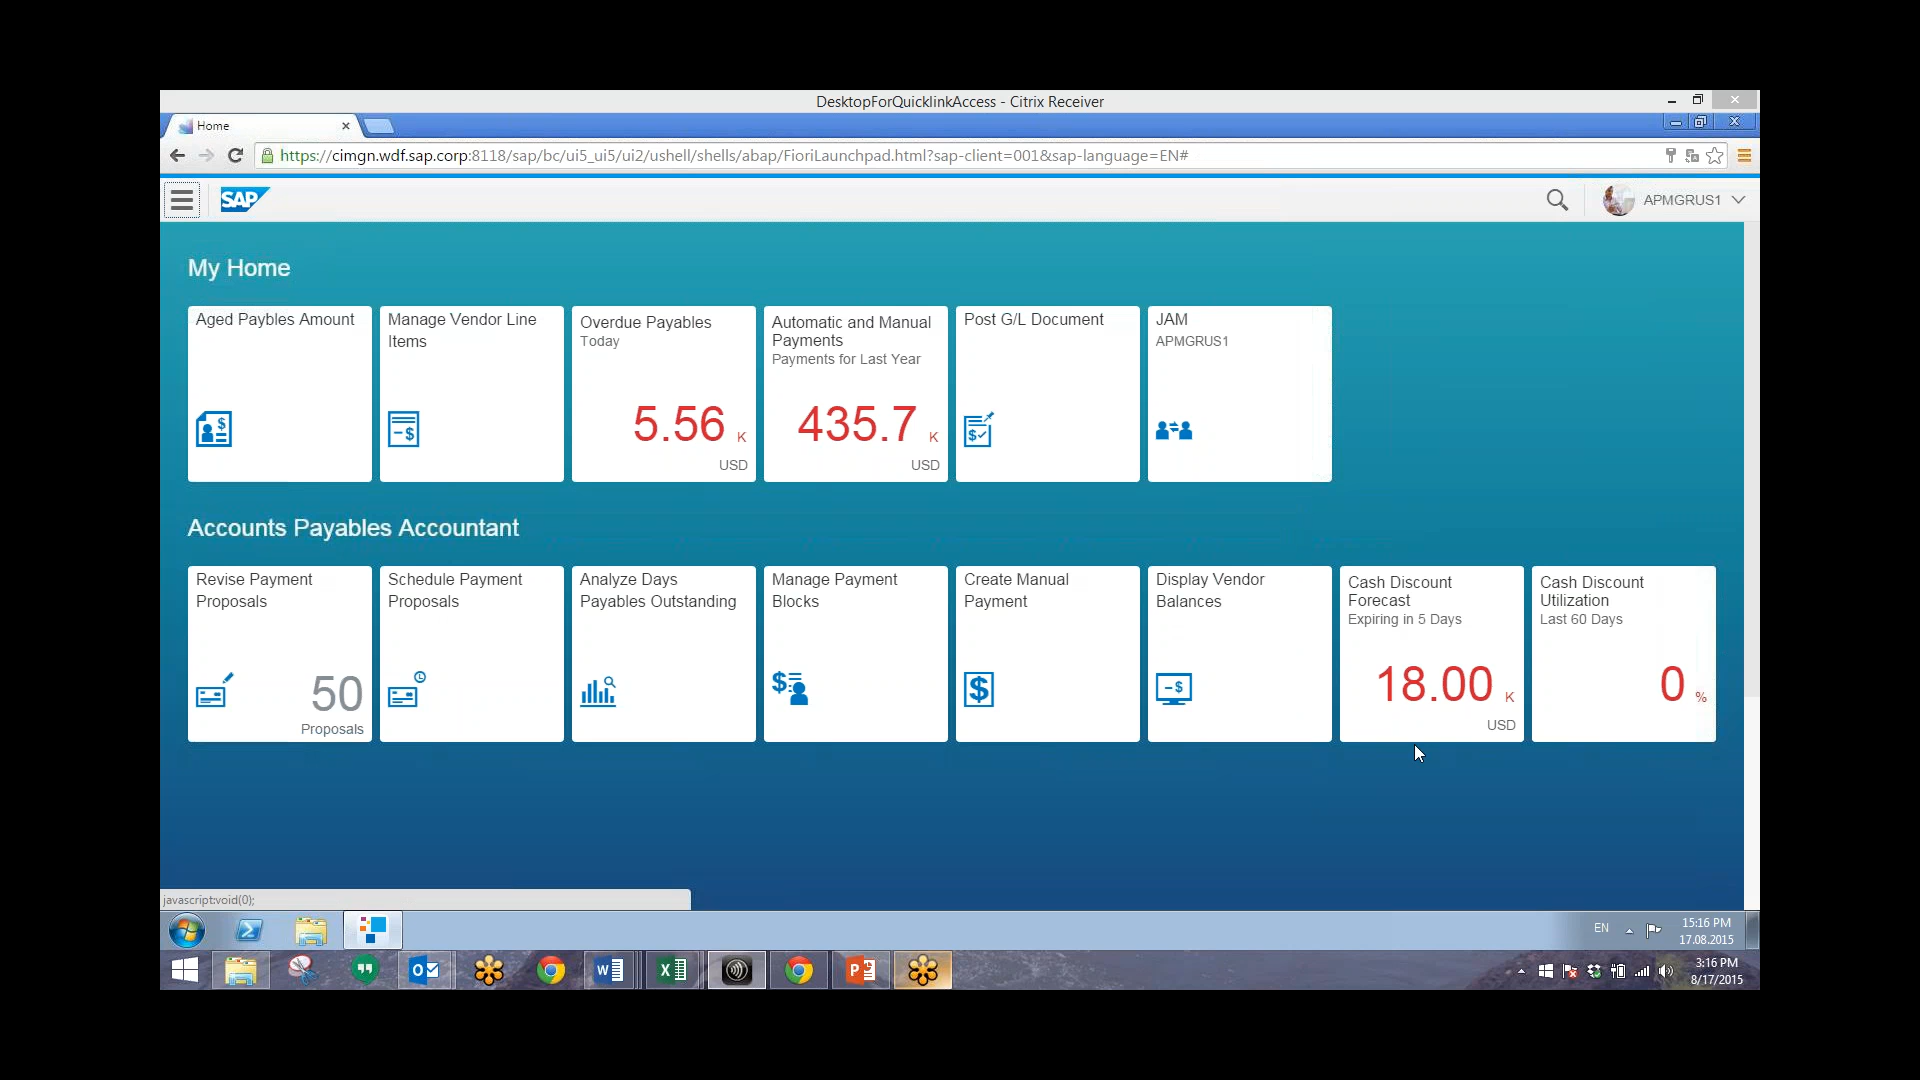 DesktopForQuicklinkAccess - Citrix Receiver
Home
https://cimgn.wdf.sap.corp:8118/sap/bc/ui5_ui5/ui2/ushell/shells/abap/FioriLaunchpad.html?sap-client=001&sap-language=EN#
SAP
APMGRUS1
My Home
Aged Paybles Amount
Manage Vendor Line
Items
Overdue Payables
Today
5.56 K
USD
Automatic and Manual
Payments
Payments for Last Year
435.7 K
USD
Post G/L Document
JAM
APMGRUS1
Accounts Payables Accountant
Revise Payment
Proposals
50
Proposals
Schedule Payment
Proposals
Analyze Days
Payables Outstanding
Manage Payment
Blocks
Create Manual
Payment
Display Vendor
Balances
Cash Discount
Forecast
Expiring in 5 Days
18.00 K
USD
Cash Discount
Utilization
Last 60 Days
0 %
javascript:void(0);
EN
15:16 PM
17.08.2015
3:16 PM
8/17/2015